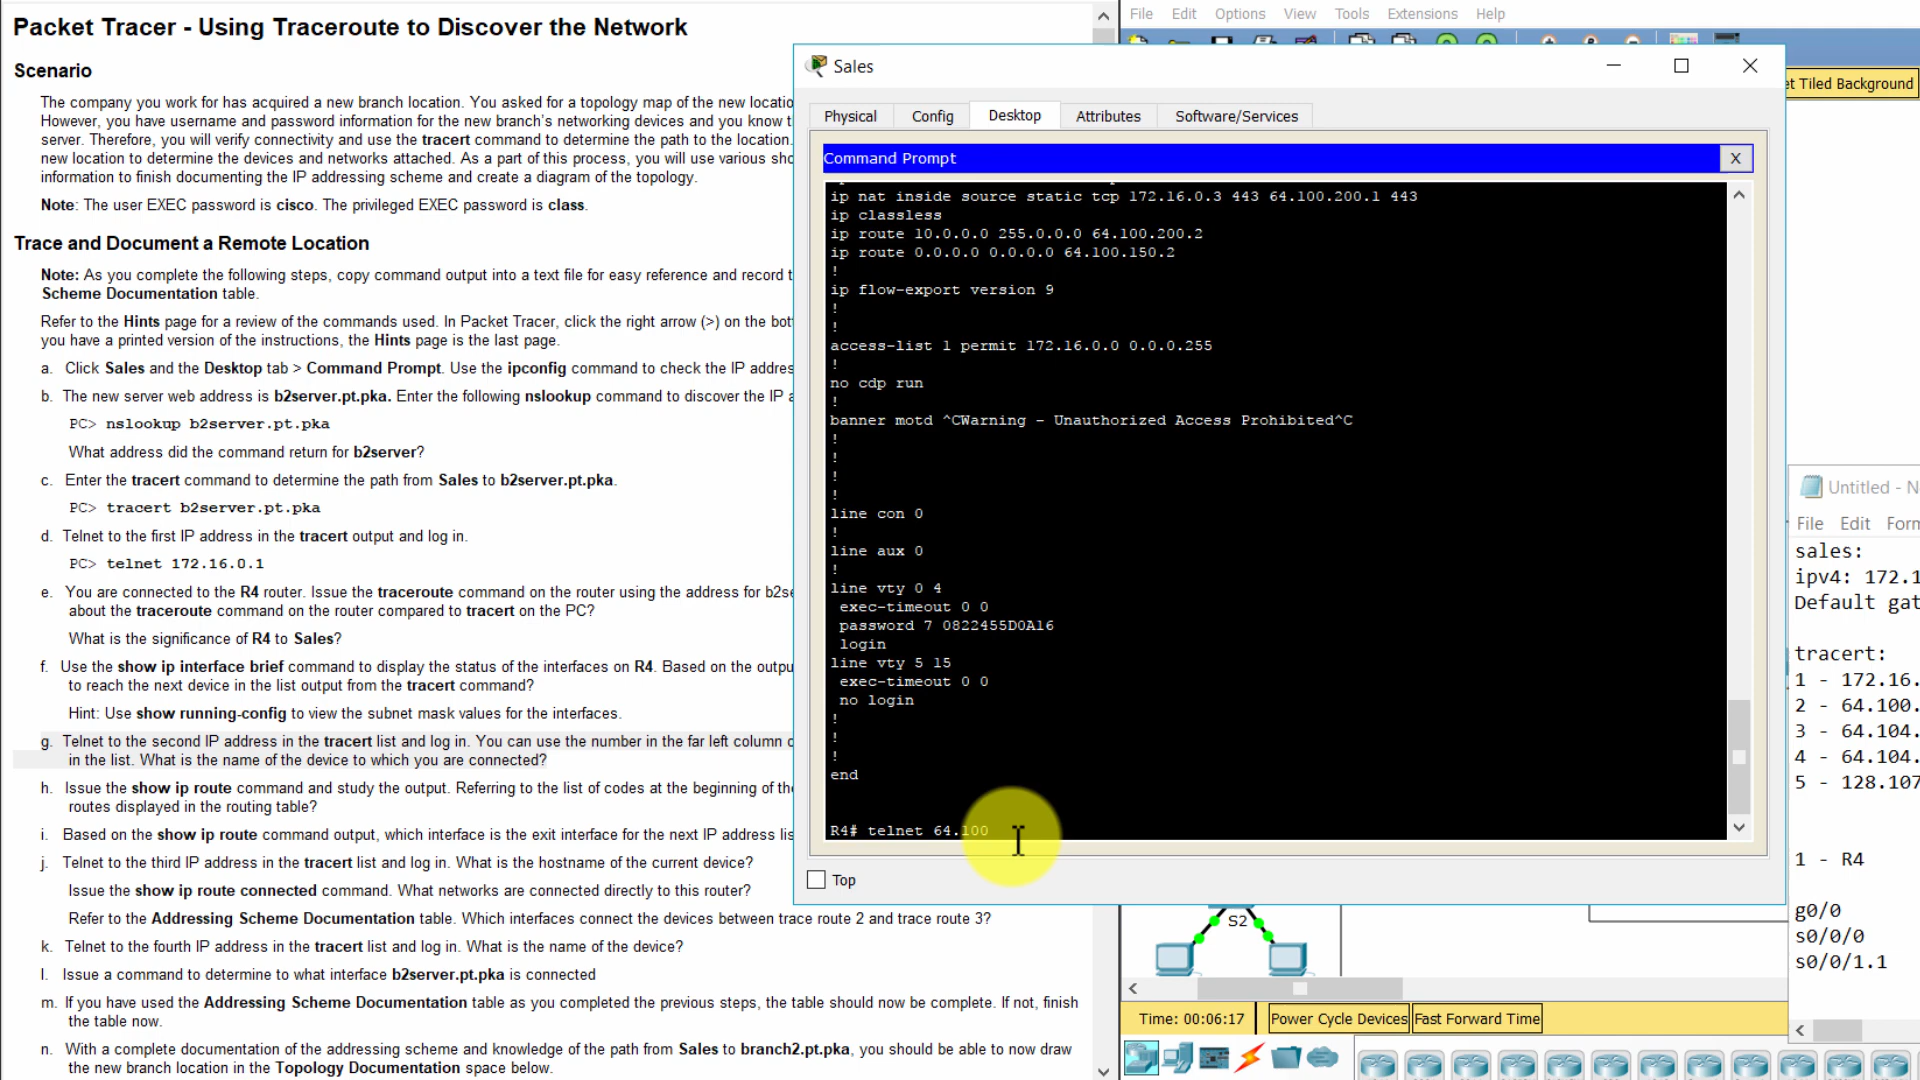 Packet Tracer - Using Traceroute to Discover the Network
Scenario
The company you work for has acquired a new branch location. You asked for a topology map of the new locatio
However, you have username and password information for the new branch's networking devices and you know t
server. Therefore, you will verify connectivity and use the tracert command to determine the path to the location.
new location to determine the devices and networks attached. As a part of this process, you will use various sho
information to finish documenting the IP addressing scheme and create a diagram of the topology.
Note: The user EXEC password is cisco. The privileged EXEC password is class.
Trace and Document a Remote Location
Note: As you complete the following steps, copy command output into a text file for easy reference and record t
Scheme Documentation table.
Refer to the Hints page for a review of the commands used. In Packet Tracer, click the right arrow (>) on the bot
you have a printed version of the instructions, the Hints page is the last page.
a. Click Sales and the Desktop tab > Command Prompt. Use the ipconfig command to check the IP addres
b. The new server web address is b2server.pt.pka. Enter the following nslookup command to discover the IP a
PC> nslookup b2server.pt.pka
What address did the command return for b2server?
c. Enter the tracert command to determine the path from Sales to b2server.pt.pka.
PC> tracert b2server.pt.pka
d. Telnet to the first IP address in the tracert output and log in.
PC> telnet 172.16.0.1
e. You are connected to the R4 router. Issue the traceroute command on the router using the address for b2se
about the traceroute command on the router compared to tracert on the PC?
What is the significance of R4 to Sales?
f. Use the show ip interface brief command to display the status of the interfaces on R4. Based on the outpu
to reach the next device in the list output from the tracert command?
Hint: Use show running-config to view the subnet mask values for the interfaces.
g. Telnet to the second IP address in the tracert list and log in. You can use the number in the far left column o
in the list. What is the name of the device to which you are connected?
h. Issue the show ip route command and study the output. Referring to the list of codes at the beginning of the
routes displayed in the routing table?
i. Based on the show ip route command output, which interface is the exit interface for the next IP address lis
j. Telnet to the third IP address in the tracert list and log in. What is the hostname of the current device?
Issue the show ip route connected command. What networks are connected directly to this router?
Refer to the Addressing Scheme Documentation table. Which interfaces connect the devices between trace route 2 and trace route 3?
k. Telnet to the fourth IP address in the tracert list and log in. What is the name of the device?
l. Issue a command to determine to what interface b2server.pt.pka is connected
m. If you have used the Addressing Scheme Documentation table as you completed the previous steps, the table should now be complete. If not, finish
the table now.
n. With a complete documentation of the addressing scheme and knowledge of the path from Sales to branch2.pt.pka, you should be able to now draw
the new branch location in the Topology Documentation space below.
File Edit Options View Tools Extensions Help
et Tiled Background
Sales
Physical Config Desktop Attributes Software/Services
Command Prompt X
ip nat inside source static tcp 172.16.0.3 443 64.100.200.1 443
ip classless
ip route 10.0.0.0 255.0.0.0 64.100.200.2
ip route 0.0.0.0 0.0.0.0 64.100.150.2
!
ip flow-export version 9
!
!
access-list 1 permit 172.16.0.0 0.0.0.255
!
no cdp run
!
banner motd ^CWarning - Unauthorized Access Prohibited^C
!
!
!
!
line con 0
!
line aux 0
!
line vty 0 4
exec-timeout 0 0
password 7 0822455D0A16
login
line vty 5 15
exec-timeout 0 0
no login
!
!
!
end
R4# telnet 64.100
Top
S2
Time: 00:06:17 Power Cycle Devices Fast Forward Time
Untitled - N
File Edit Form
sales:
ipv4: 172.1
Default gat
tracert:
1 - 172.16.
2 - 64.100.
3 - 64.104.
4 - 64.104.
5 - 128.107
1 - R4
g0/0
s0/0/0
s0/0/1.1